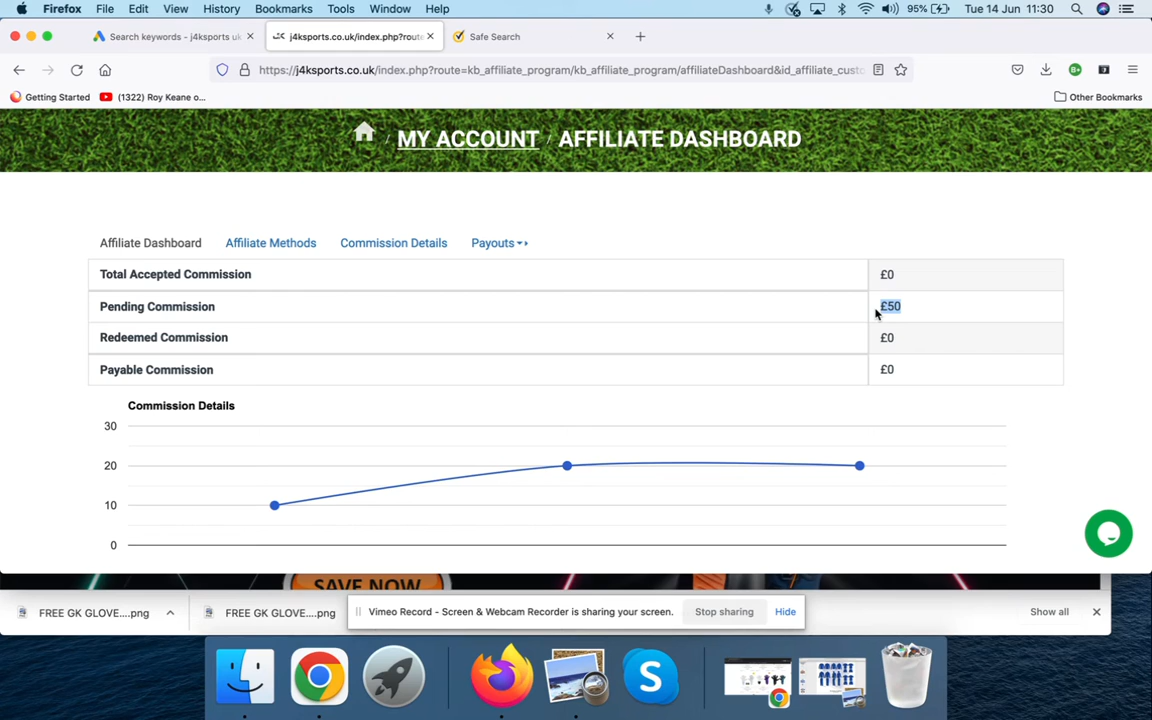 Firefox File Edit View History Bookmarks Tools Window Help 95% Tue 14 Jun 11:30
Search keywords - j4ksports uk j4ksports.co.uk/index.php?route Safe Search
https://j4ksports.co.uk/index.php?route=kb_affiliate_program/kb_affiliate_program/affiliateDashboard&id_affiliate_custo
Getting Started (1322) Roy Keane o... Other Bookmarks
/ MY ACCOUNT / AFFILIATE DASHBOARD
Affiliate Dashboard Affiliate Methods Commission Details Payouts
Total Accepted Commission £0
Pending Commission £50
Redeemed Commission £0
Payable Commission £0
Commission Details
30
20
10
0
SAVE NOW
FREE GK GLOVE....png FREE GK GLOVE....png Vimeo Record - Screen & Webcam Recorder is sharing your screen. Stop sharing Hide Show all
S